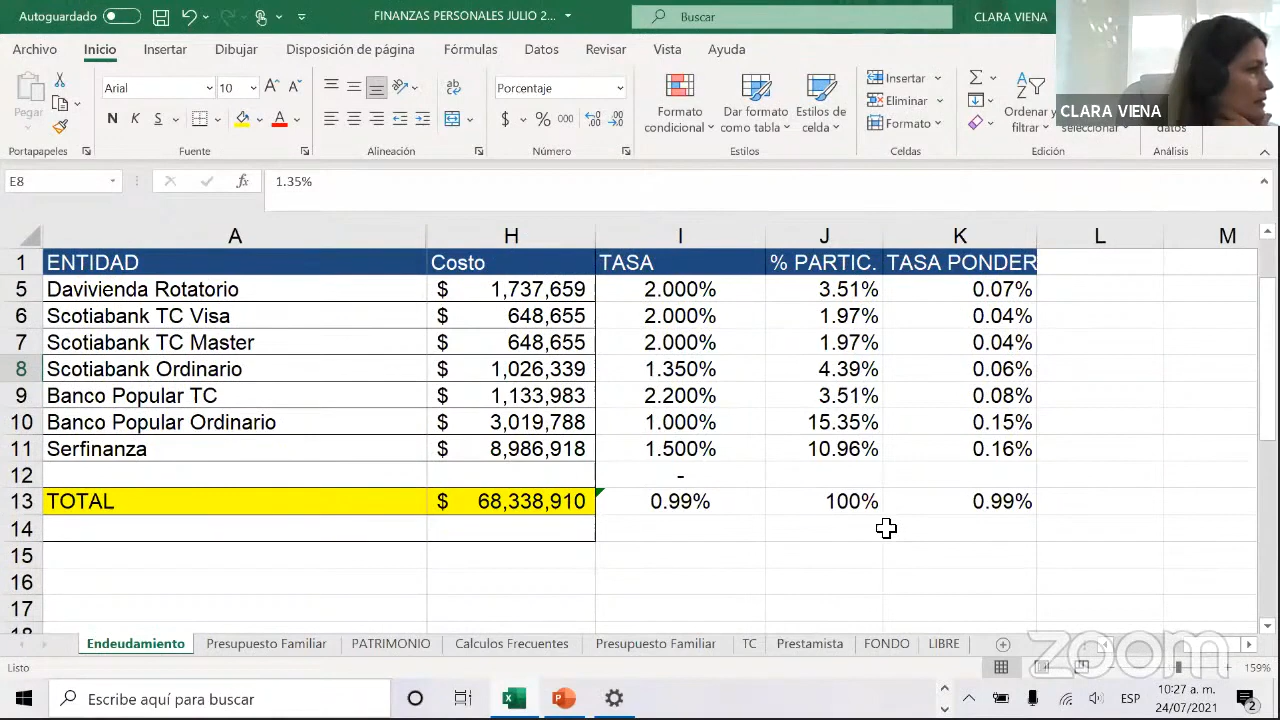 Autoguardado
FINANZAS PERSONALES JULIO 2...
Buscar
CLARA VIENA
Archivo Inicio Insertar Dibujar Disposición de página Fórmulas Datos Revisar Vista Ayuda
Pegar
Portapapeles
Arial 10
N K S
Fuente
Alineación
Porcentaje
$ % 000
Número
Formato condicional
Dar formato como tabla
Estilos de celda
Estilos
Insertar
Eliminar
Formato
Celdas
Ordenar y filtrar
seleccionar
Edición
datos
Análisis
CLARA VIENA
E8 fx 1.35%
A H I J K L M
1 ENTIDAD Costo TASA % PARTIC. TASA PONDER
5 Davivienda Rotatorio $ 1,737,659 2.000% 3.51% 0.07%
6 Scotiabank TC Visa $ 648,655 2.000% 1.97% 0.04%
7 Scotiabank TC Master $ 648,655 2.000% 1.97% 0.04%
8 Scotiabank Ordinario $ 1,026,339 1.350% 4.39% 0.06%
9 Banco Popular TC $ 1,133,983 2.200% 3.51% 0.08%
10 Banco Popular Ordinario $ 3,019,788 1.000% 15.35% 0.15%
11 Serfinanza $ 8,986,918 1.500% 10.96% 0.16%
12 -
13 TOTAL $ 68,338,910 0.99% 100% 0.99%
14
15
16
17
Endeudamiento Presupuesto Familiar PATRIMONIO Calculos Frecuentes Presupuesto Familiar TC Prestamista FONDO LIBRE
zoom
Listo
159%
Escribe aquí para buscar
ESP
10:27 a. m.
24/07/2021
2